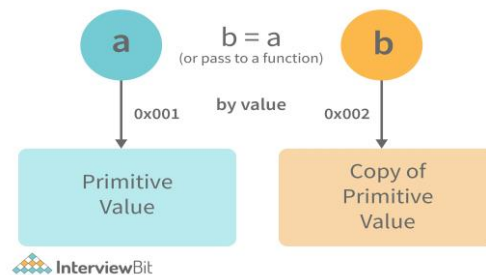 a
b = a
(or pass to a function)
b
0x001
by value
0x002
Primitive
Value
Copy of
Primitive
Value
InterviewBit